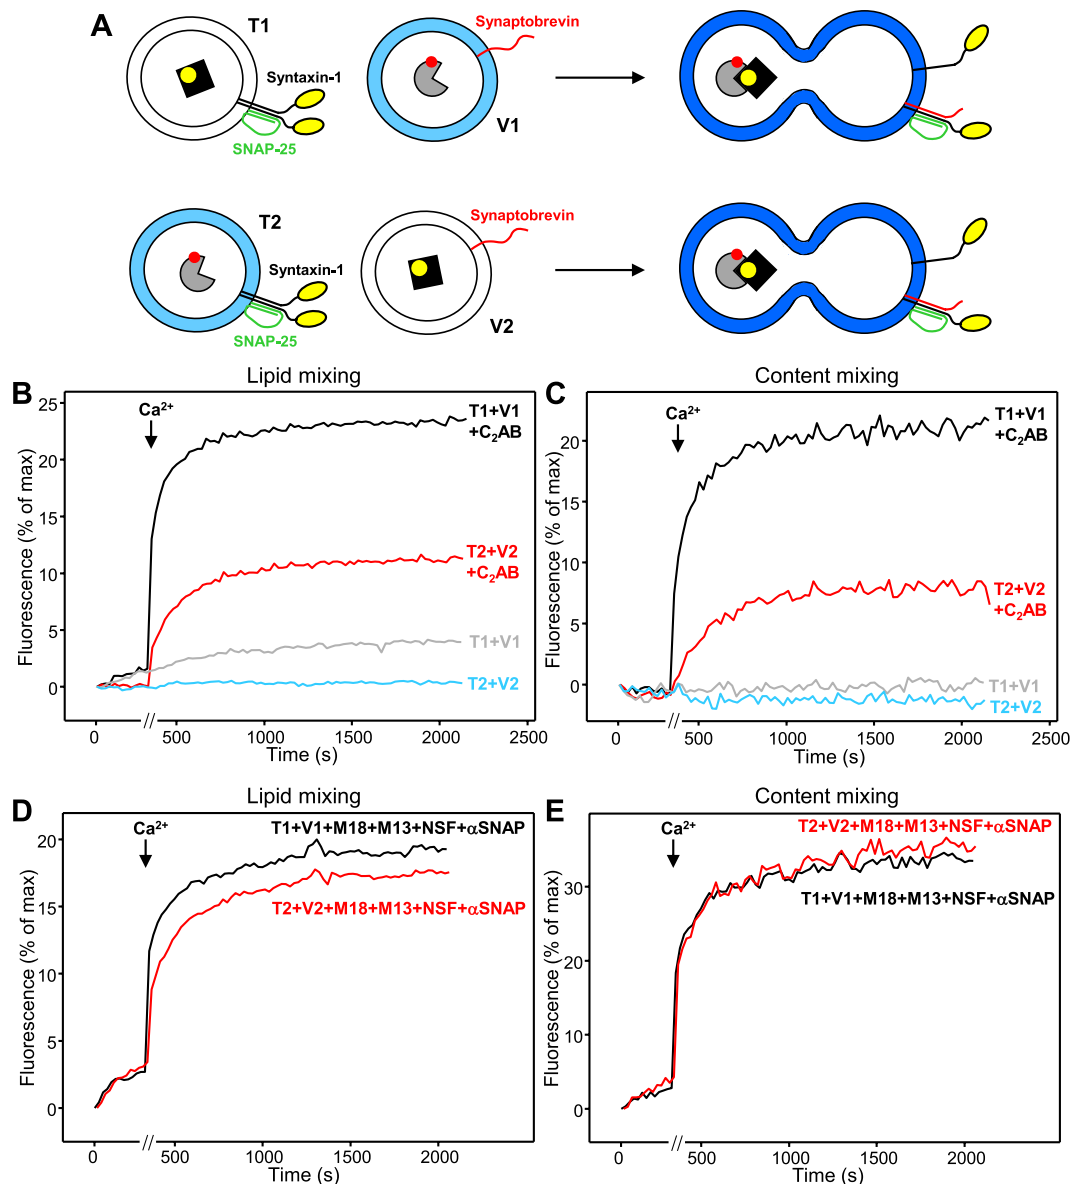 A
T1
Syntaxin-1
SNAP-25
Synaptobrevin
V1
T2
Syntaxin-1
SNAP-25
Synaptobrevin
V2
B
Lipid mixing
Fluorescence (% of max)
25
20
15
10
5
0
Ca²⁺
T1+V1
+C₂AB
T2+V2
+C₂AB
T1+V1
T2+V2
0
//
500
1000
1500
2000
2500
Time (s)
C
Content mixing
Fluorescence (% of max)
20
15
10
5
0
Ca²⁺
T1+V1
+C₂AB
T2+V2
+C₂AB
T1+V1
T2+V2
0
//
500
1000
1500
2000
2500
Time (s)
D
Lipid mixing
Fluorescence (% of max)
20
15
10
5
0
Ca²⁺
T1+V1+M18+M13+NSF+αSNAP
T2+V2+M18+M13+NSF+αSNAP
0
//
500
1000
1500
2000
Time (s)
E
Content mixing
Fluorescence (% of max)
30
20
10
0
Ca²⁺
T2+V2+M18+M13+NSF+αSNAP
T1+V1+M18+M13+NSF+αSNAP
0
//
500
1000
1500
2000
Time (s)